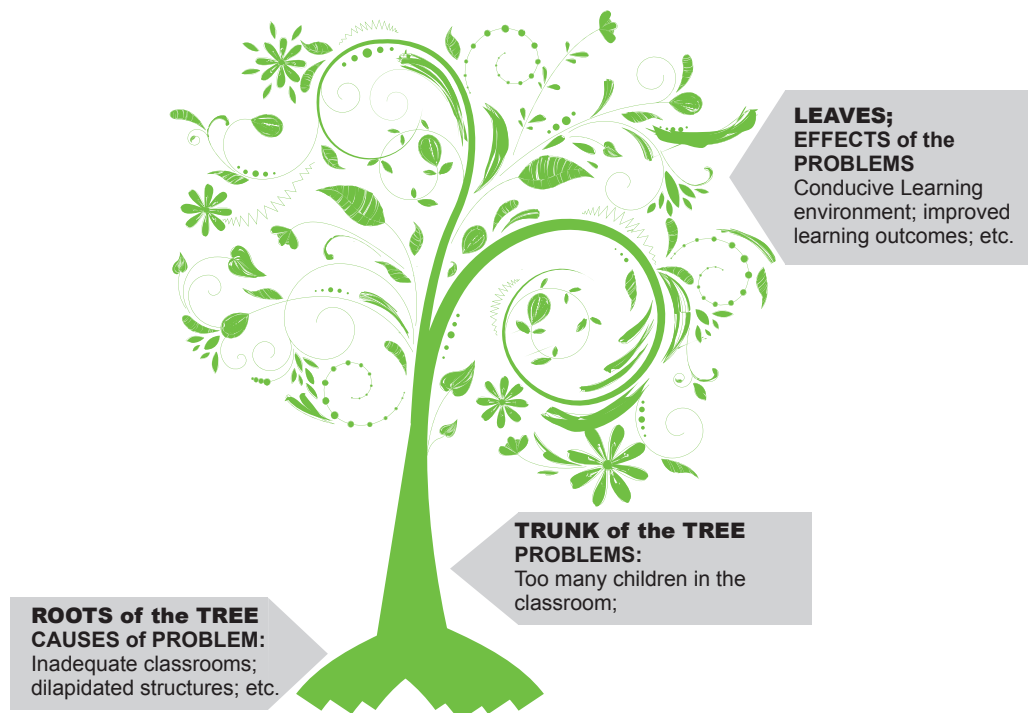 LEAVES;
EFFECTS of the
PROBLEMS
Conducive Learning
environment; improved
learning outcomes; etc.
TRUNK of the TREE
PROBLEMS:
Too many children in the
classroom;
ROOTS of the TREE
CAUSES of PROBLEM:
Inadequate classrooms;
dilapidated structures; etc.